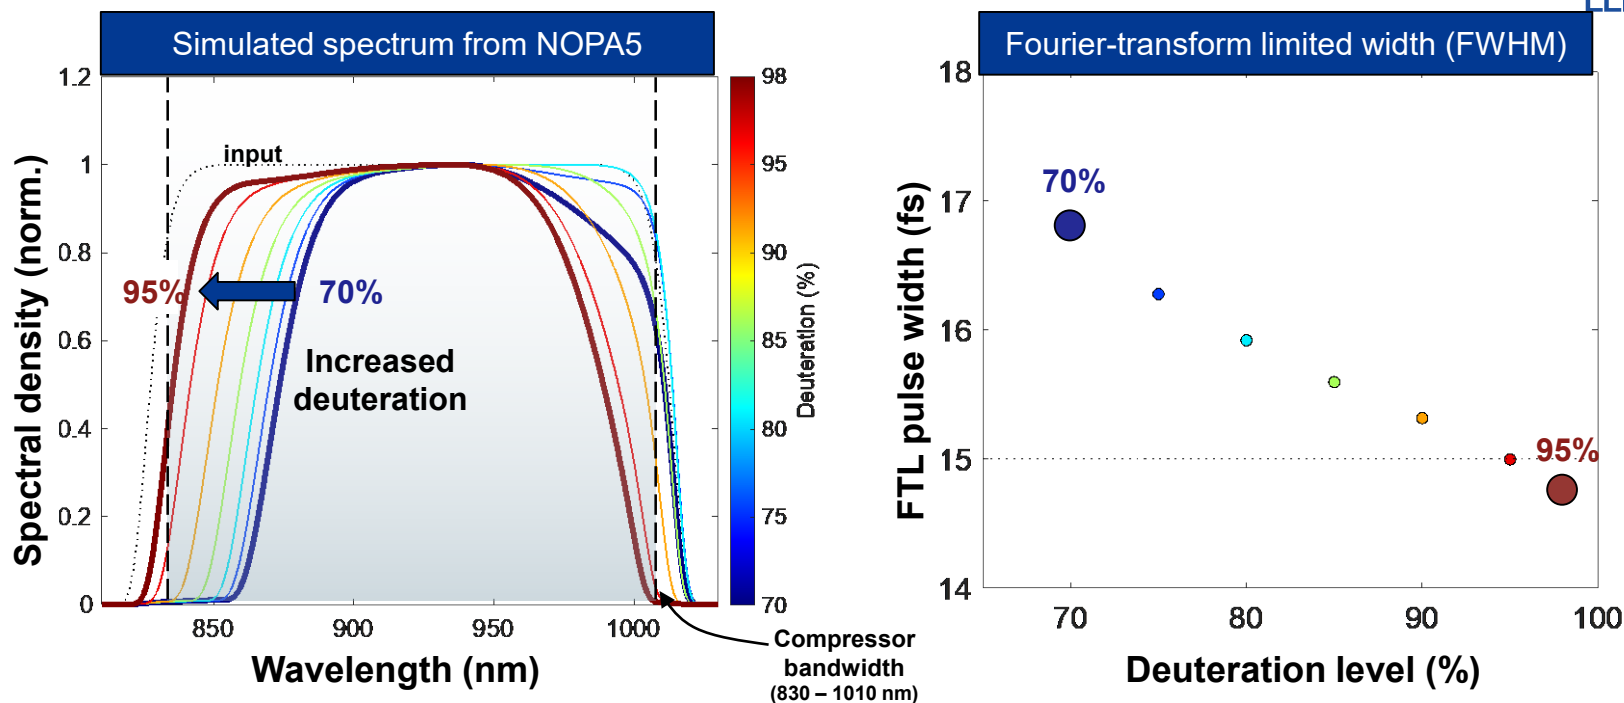 Simulated spectrum from NOPA5
Spectral density (norm.)
1.2
1
0.8
0.6
0.4
0.2
0
input
95%
70%
Increased
deuteration
850
900
950
1000
Wavelength (nm)
98
95
90
85
80
75
70
Deuteration (%)
Compressor
bandwidth
(830 – 1010 nm)
Fourier-transform limited width (FWHM)
FTL pulse width (fs)
18
17
16
15
14
70%
95%
70
80
90
100
Deuteration level (%)